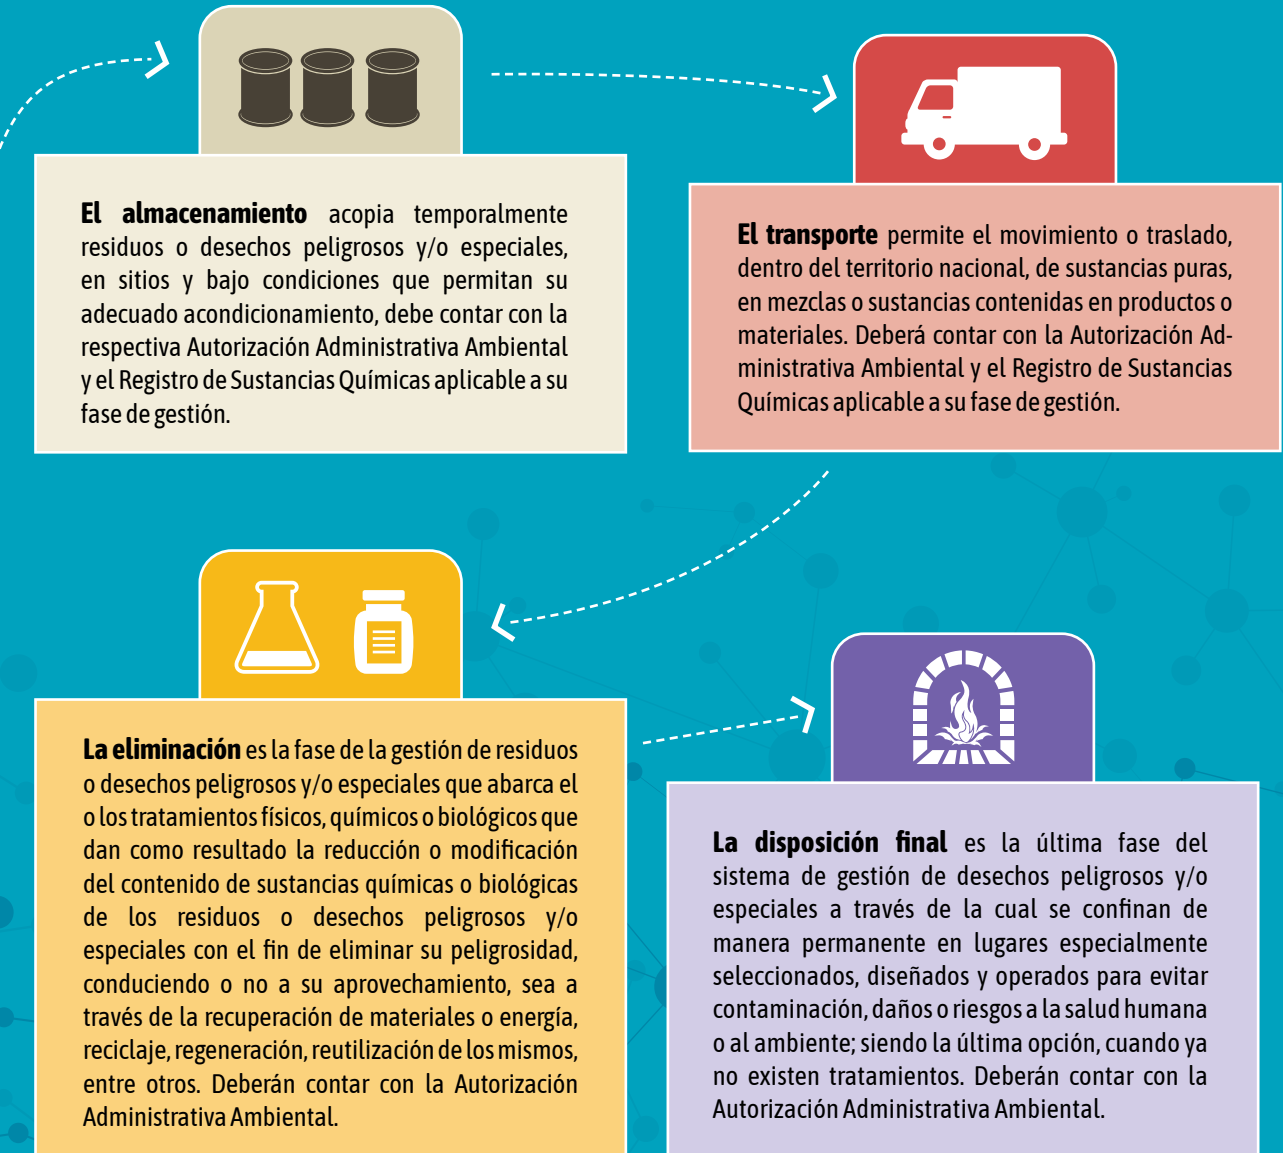 El almacenamiento acopia temporalmente
residuos o desechos peligrosos y/o especiales,
en sitios y bajo condiciones que permitan su
adecuado acondicionamiento, debe contar con la
respectiva Autorización Administrativa Ambiental
y el Registro de Sustancias Químicas aplicable a su
fase de gestión.
El transporte permite el movimiento o traslado,
dentro del territorio nacional, de sustancias puras,
en mezclas o sustancias contenidas en productos o
materiales. Deberá contar con la Autorización Ad-
ministrativa Ambiental y el Registro de Sustancias
Químicas aplicable a su fase de gestión.
La eliminación es la fase de la gestión de residuos
o desechos peligrosos y/o especiales que abarca el
o los tratamientos físicos, químicos o biológicos que
dan como resultado la reducción o modificación
del contenido de sustancias químicas o biológicas
de los residuos o desechos peligrosos y/o
especiales con el fin de eliminar su peligrosidad,
conduciendo o no a su aprovechamiento, sea a
través de la recuperación de materiales o energía,
reciclaje, regeneración, reutilización de los mismos,
entre otros. Deberán contar con la Autorización
Administrativa Ambiental.
La disposición final es la última fase del
sistema de gestión de desechos peligrosos y/o
especiales a través de la cual se confinan de
manera permanente en lugares especialmente
seleccionados, diseñados y operados para evitar
contaminación, daños o riesgos a la salud humana
o al ambiente; siendo la última opción, cuando ya
no existen tratamientos. Deberán contar con la
Autorización Administrativa Ambiental.